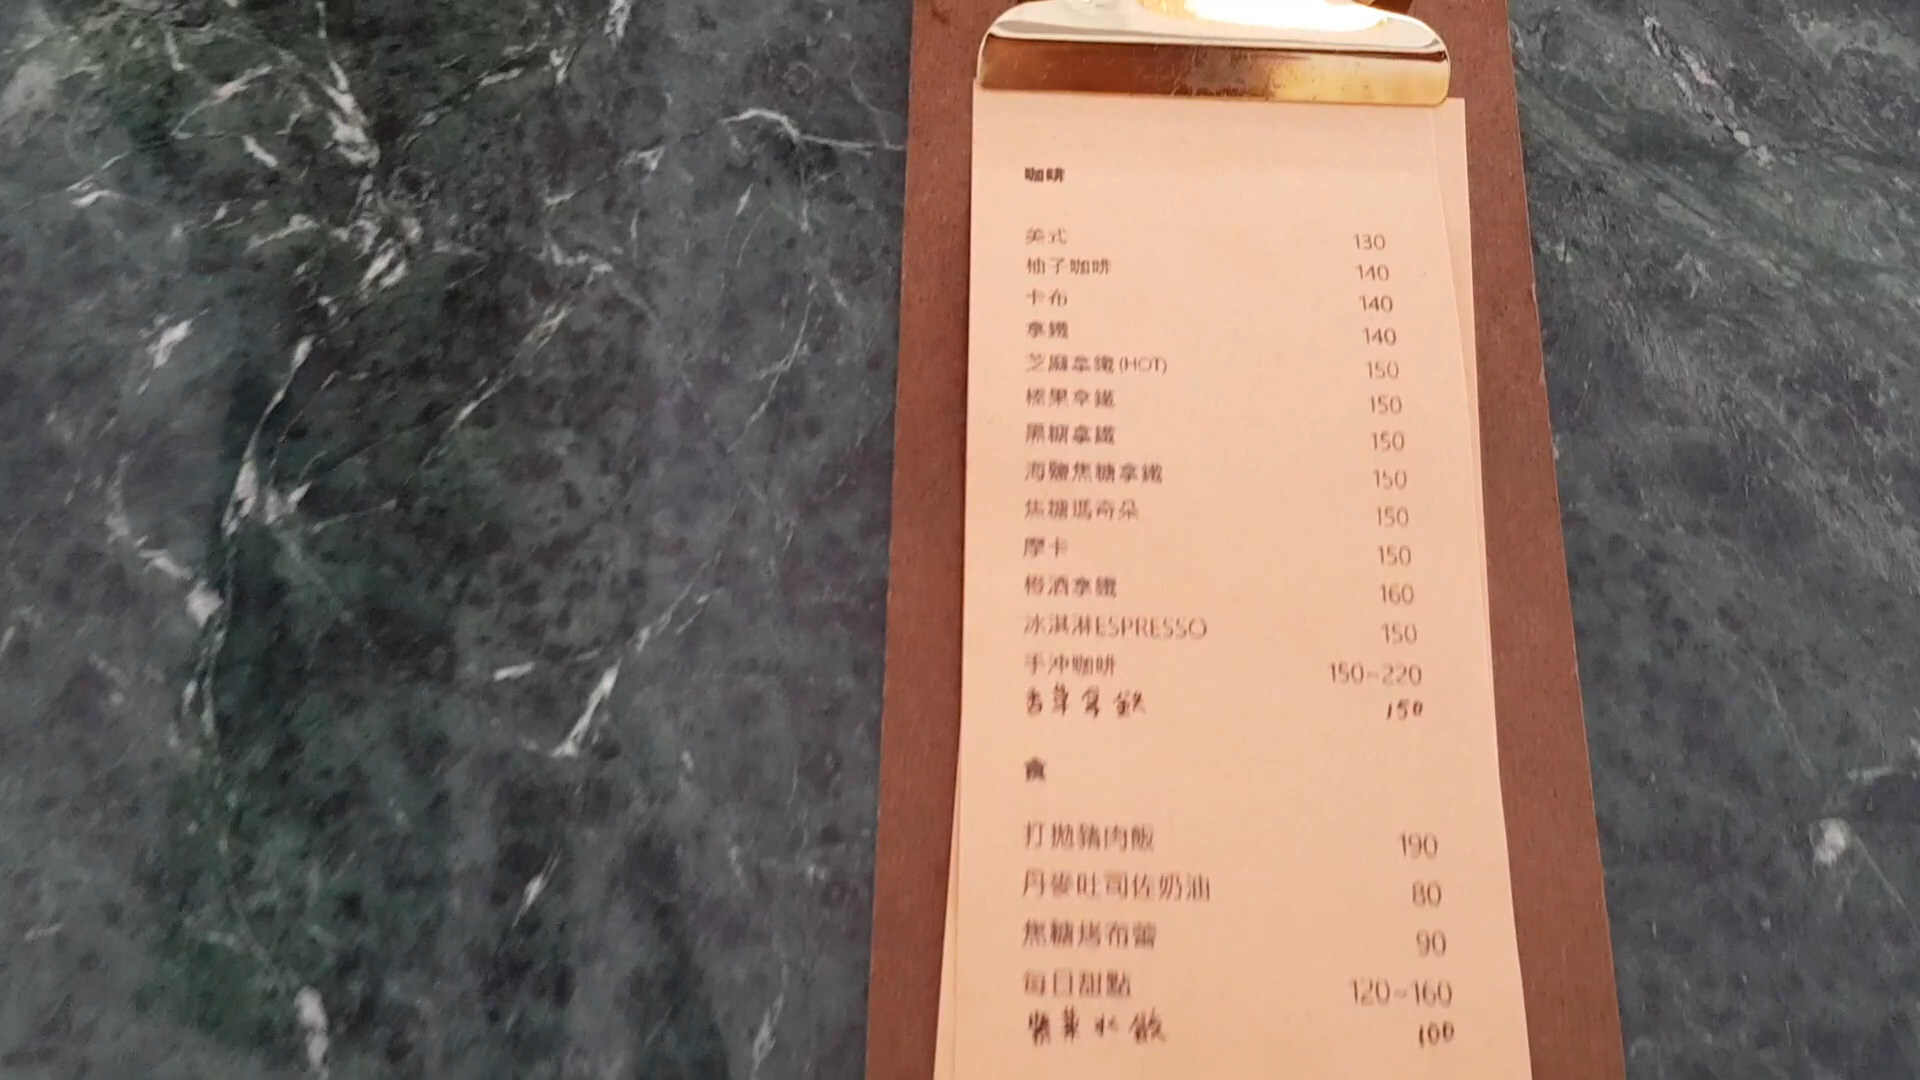 咖啡
美式 130
柚子咖啡 140
卡布 140
拿鐵 140
芝麻拿鐵(HOT) 150
榛果拿鐵 150
黑糖拿鐵 150
海鹽焦糖拿鐵 150
焦糖瑪奇朵 150
摩卡 150
橙酒拿鐵 160
冰淇淋ESPRESSO 150
手沖咖啡 150~220
香草拿鉄 150
食
打拋豬肉飯 190
丹麥吐司佐奶油 80
焦糖烤布蕾 90
每日甜點 120~160
100